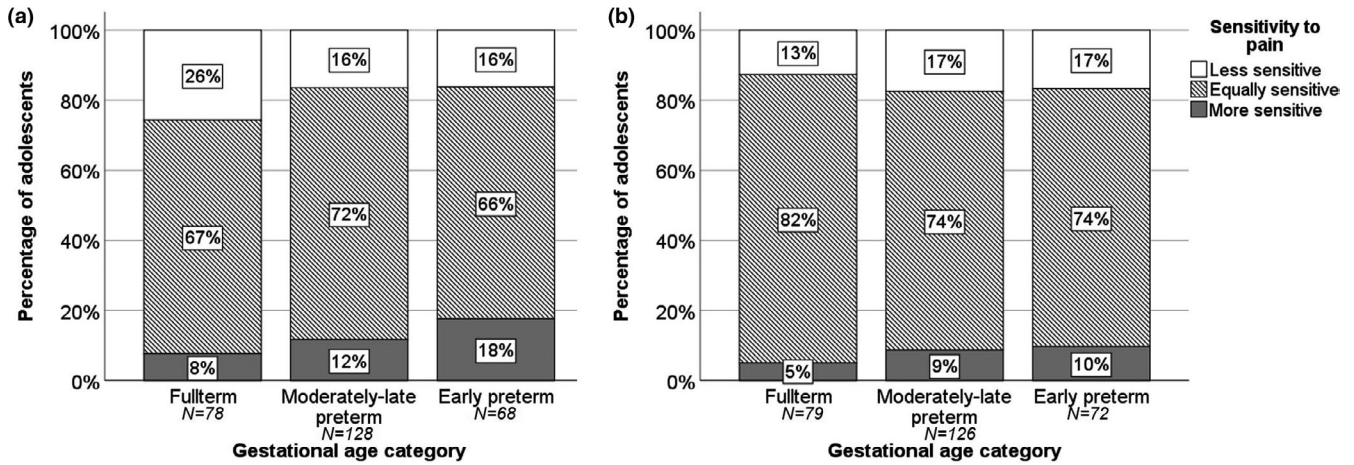 (a)
Percentage of adolescents
100%
80%
60%
40%
20%
0%
26%
67%
8%
16%
72%
12%
16%
66%
18%
Fullterm
N=78
Moderately-late
preterm
N=128
Early preterm
N=68
Gestational age category
(b)
Percentage of adolescents
100%
80%
60%
40%
20%
0%
13%
82%
5%
17%
74%
9%
17%
74%
10%
Fullterm
N=79
Moderately-late
preterm
N=126
Early preterm
N=72
Gestational age category
Sensitivity to
pain
Less sensitive
Equally sensitive
More sensitive